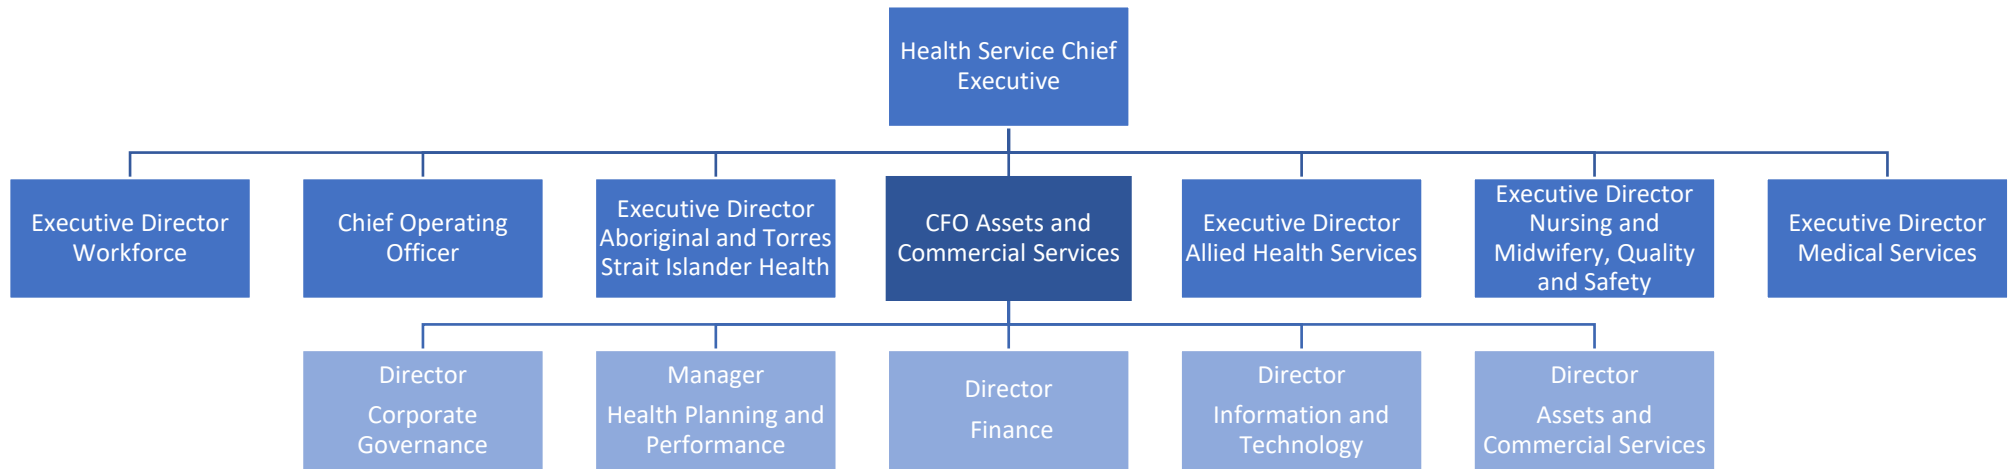 Health Service Chief
Executive
Executive Director
Workforce
Chief Operating
Officer
Executive Director
Aboriginal and Torres
Strait Islander Health
CFO Assets and
Commercial Services
Executive Director
Allied Health Services
Executive Director
Nursing and
Midwifery, Quality
and Safety
Executive Director
Medical Services
Director
Corporate
Governance
Manager
Health Planning and
Performance
Director
Finance
Director
Information and
Technology
Director
Assets and
Commercial Services